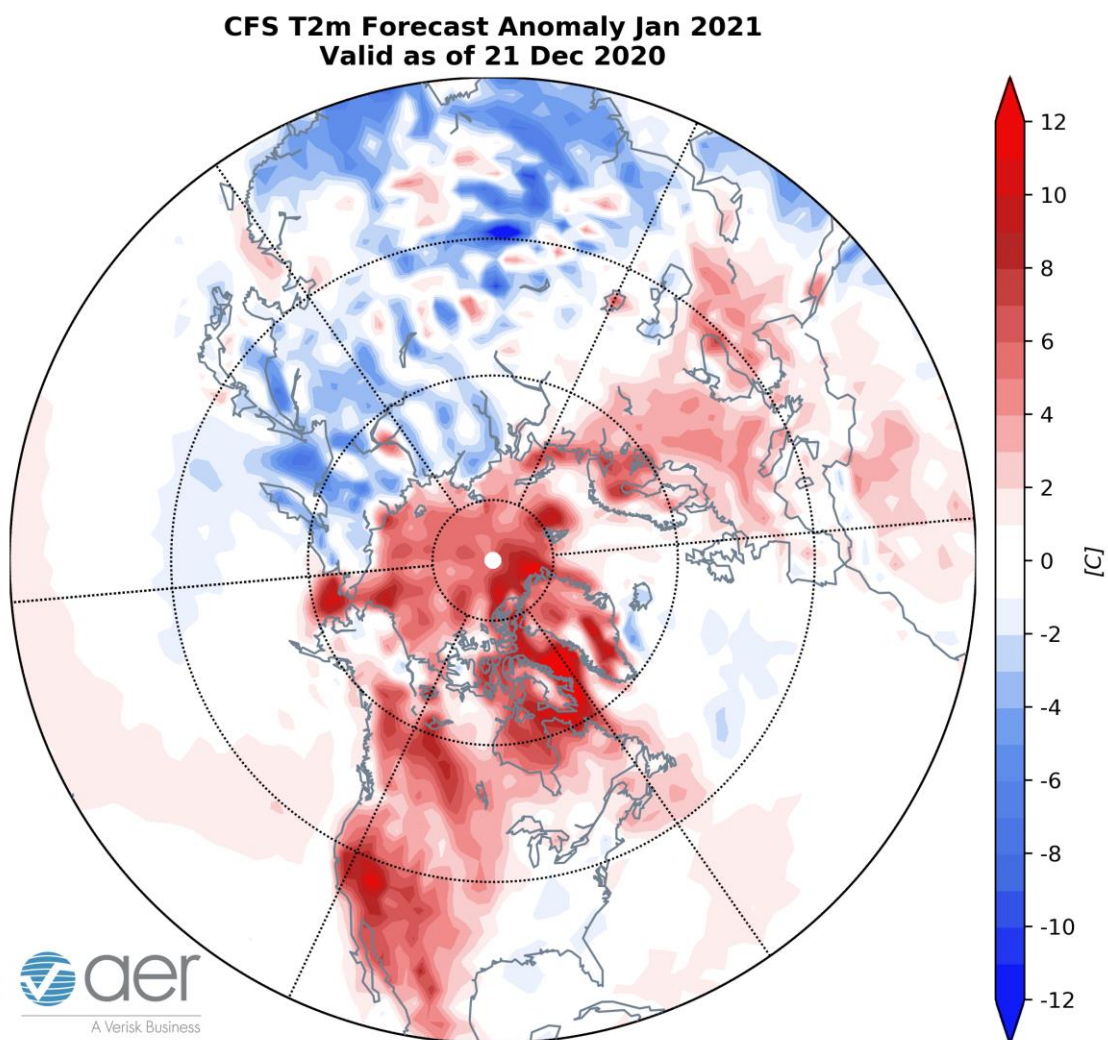 CFS T2m Forecast Anomaly Jan 2021
Valid as of 21 Dec 2020
12
10
8
6
4
2
0
-2
-4
-6
-8
-10
-12
[C]
aer
A Verisk Business